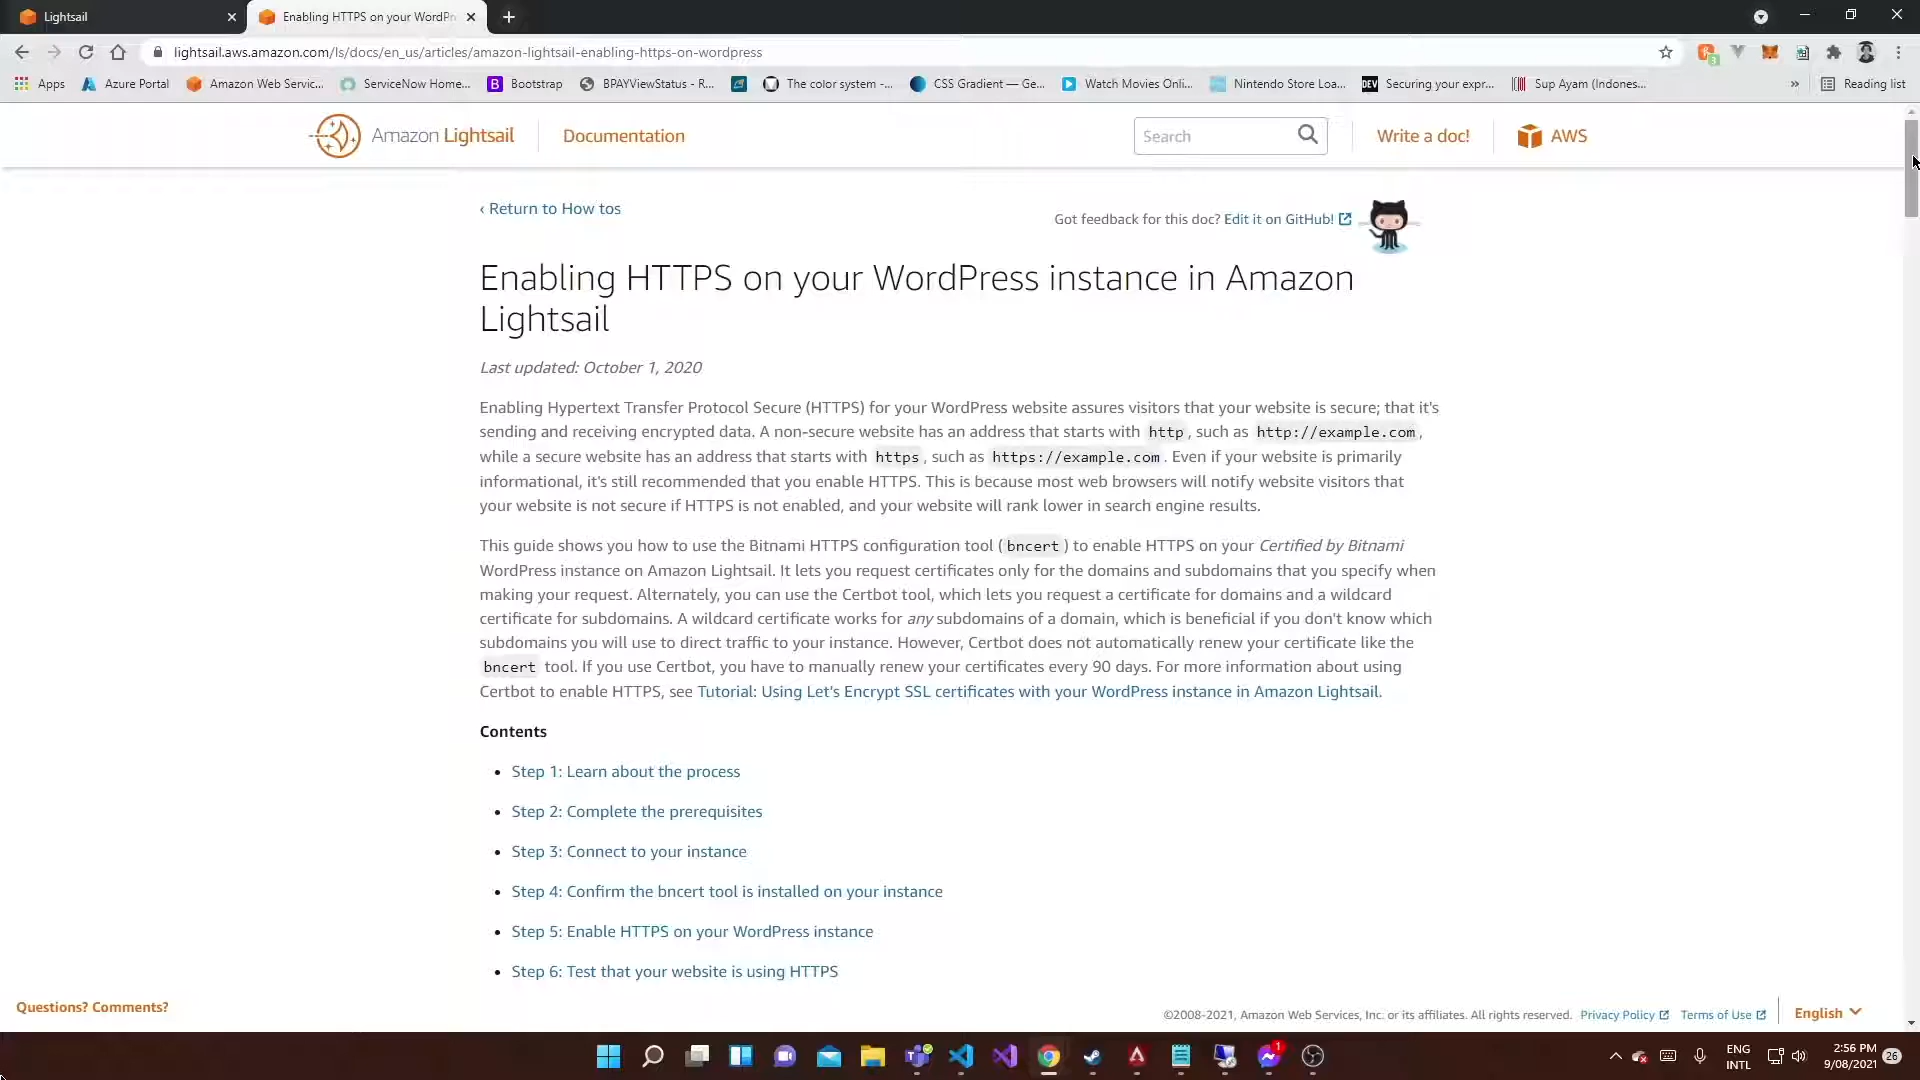 Lightsail
Enabling HTTPS on your WordPr
lightsail.aws.amazon.com/ls/docs/en_us/articles/amazon-lightsail-enabling-https-on-wordpress
3
Apps
Azure Portal
Amazon Web Servic...
ServiceNow Home...
Bootstrap
BPAYViewStatus - R...
The color system -...
CSS Gradient — Ge...
Watch Movies Onli...
Nintendo Store Loa...
DEV
Securing your expr...
Sup Ayam (Indones...
»
Reading list
Amazon Lightsail
Documentation
Search
Write a doc!
AWS
‹ Return to How tos
Got feedback for this doc? Edit it on GitHub!
Enabling HTTPS on your WordPress instance in Amazon
Lightsail
Last updated: October 1, 2020
Enabling Hypertext Transfer Protocol Secure (HTTPS) for your WordPress website assures visitors that your website is secure; that it's
sending and receiving encrypted data. A non-secure website has an address that starts with http, such as http://example.com,
while a secure website has an address that starts with https, such as https://example.com. Even if your website is primarily
informational, it's still recommended that you enable HTTPS. This is because most web browsers will notify website visitors that
your website is not secure if HTTPS is not enabled, and your website will rank lower in search engine results.
This guide shows you how to use the Bitnami HTTPS configuration tool (bncert) to enable HTTPS on your Certified by Bitnami
WordPress instance on Amazon Lightsail. It lets you request certificates only for the domains and subdomains that you specify when
making your request. Alternately, you can use the Certbot tool, which lets you request a certificate for domains and a wildcard
certificate for subdomains. A wildcard certificate works for any subdomains of a domain, which is beneficial if you don't know which
subdomains you will use to direct traffic to your instance. However, Certbot does not automatically renew your certificate like the
bncert tool. If you use Certbot, you have to manually renew your certificates every 90 days. For more information about using
Certbot to enable HTTPS, see Tutorial: Using Let's Encrypt SSL certificates with your WordPress instance in Amazon Lightsail.
Contents
• Step 1: Learn about the process
• Step 2: Complete the prerequisites
• Step 3: Connect to your instance
• Step 4: Confirm the bncert tool is installed on your instance
• Step 5: Enable HTTPS on your WordPress instance
• Step 6: Test that your website is using HTTPS
Questions? Comments?
©2008-2021, Amazon Web Services, Inc. or its affiliates. All rights reserved.
Privacy Policy
Terms of Use
English
1
ENG
INTL
2:56 PM
9/08/2021
26